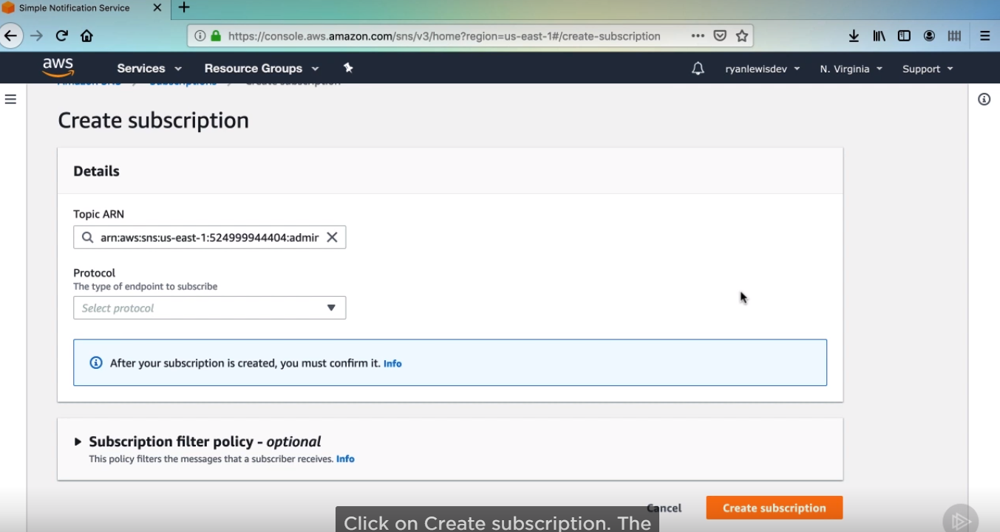 Simple Notification Service
https://console.aws.amazon.com/sns/v3/home?region=us-east-1#/create-subscription
aws Services Resource Groups ryanlewisdev N. Virginia Support
Amazon SNS Subscriptions Create subscription
Create subscription
Details
Topic ARN
arn:aws:sns:us-east-1:524999944404:admin
Protocol
The type of endpoint to subscribe
Select protocol
After your subscription is created, you must confirm it. Info
Subscription filter policy - optional
This policy filters the messages that a subscriber receives. Info
Cancel Create subscription
Click on Create subscription. The